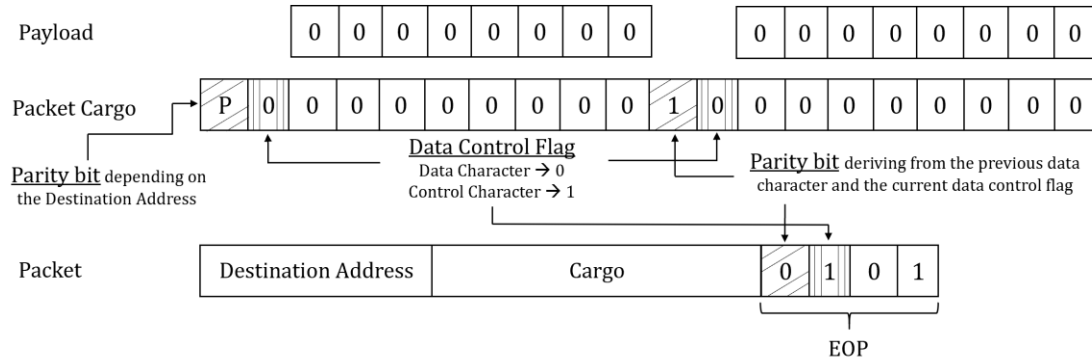 Payload 0 0 0 0 0 0 0 0 0 0 0 0 0 0 0 0
Packet Cargo P 0 0 0 0 0 0 0 0 0 1 0 0 0 0 0 0 0 0 0
Parity bit depending on
the Destination Address
Data Control Flag
Data Character → 0
Control Character → 1
Parity bit deriving from the previous data
character and the current data control flag
Packet Destination Address Cargo 0 1 0 1
EOP